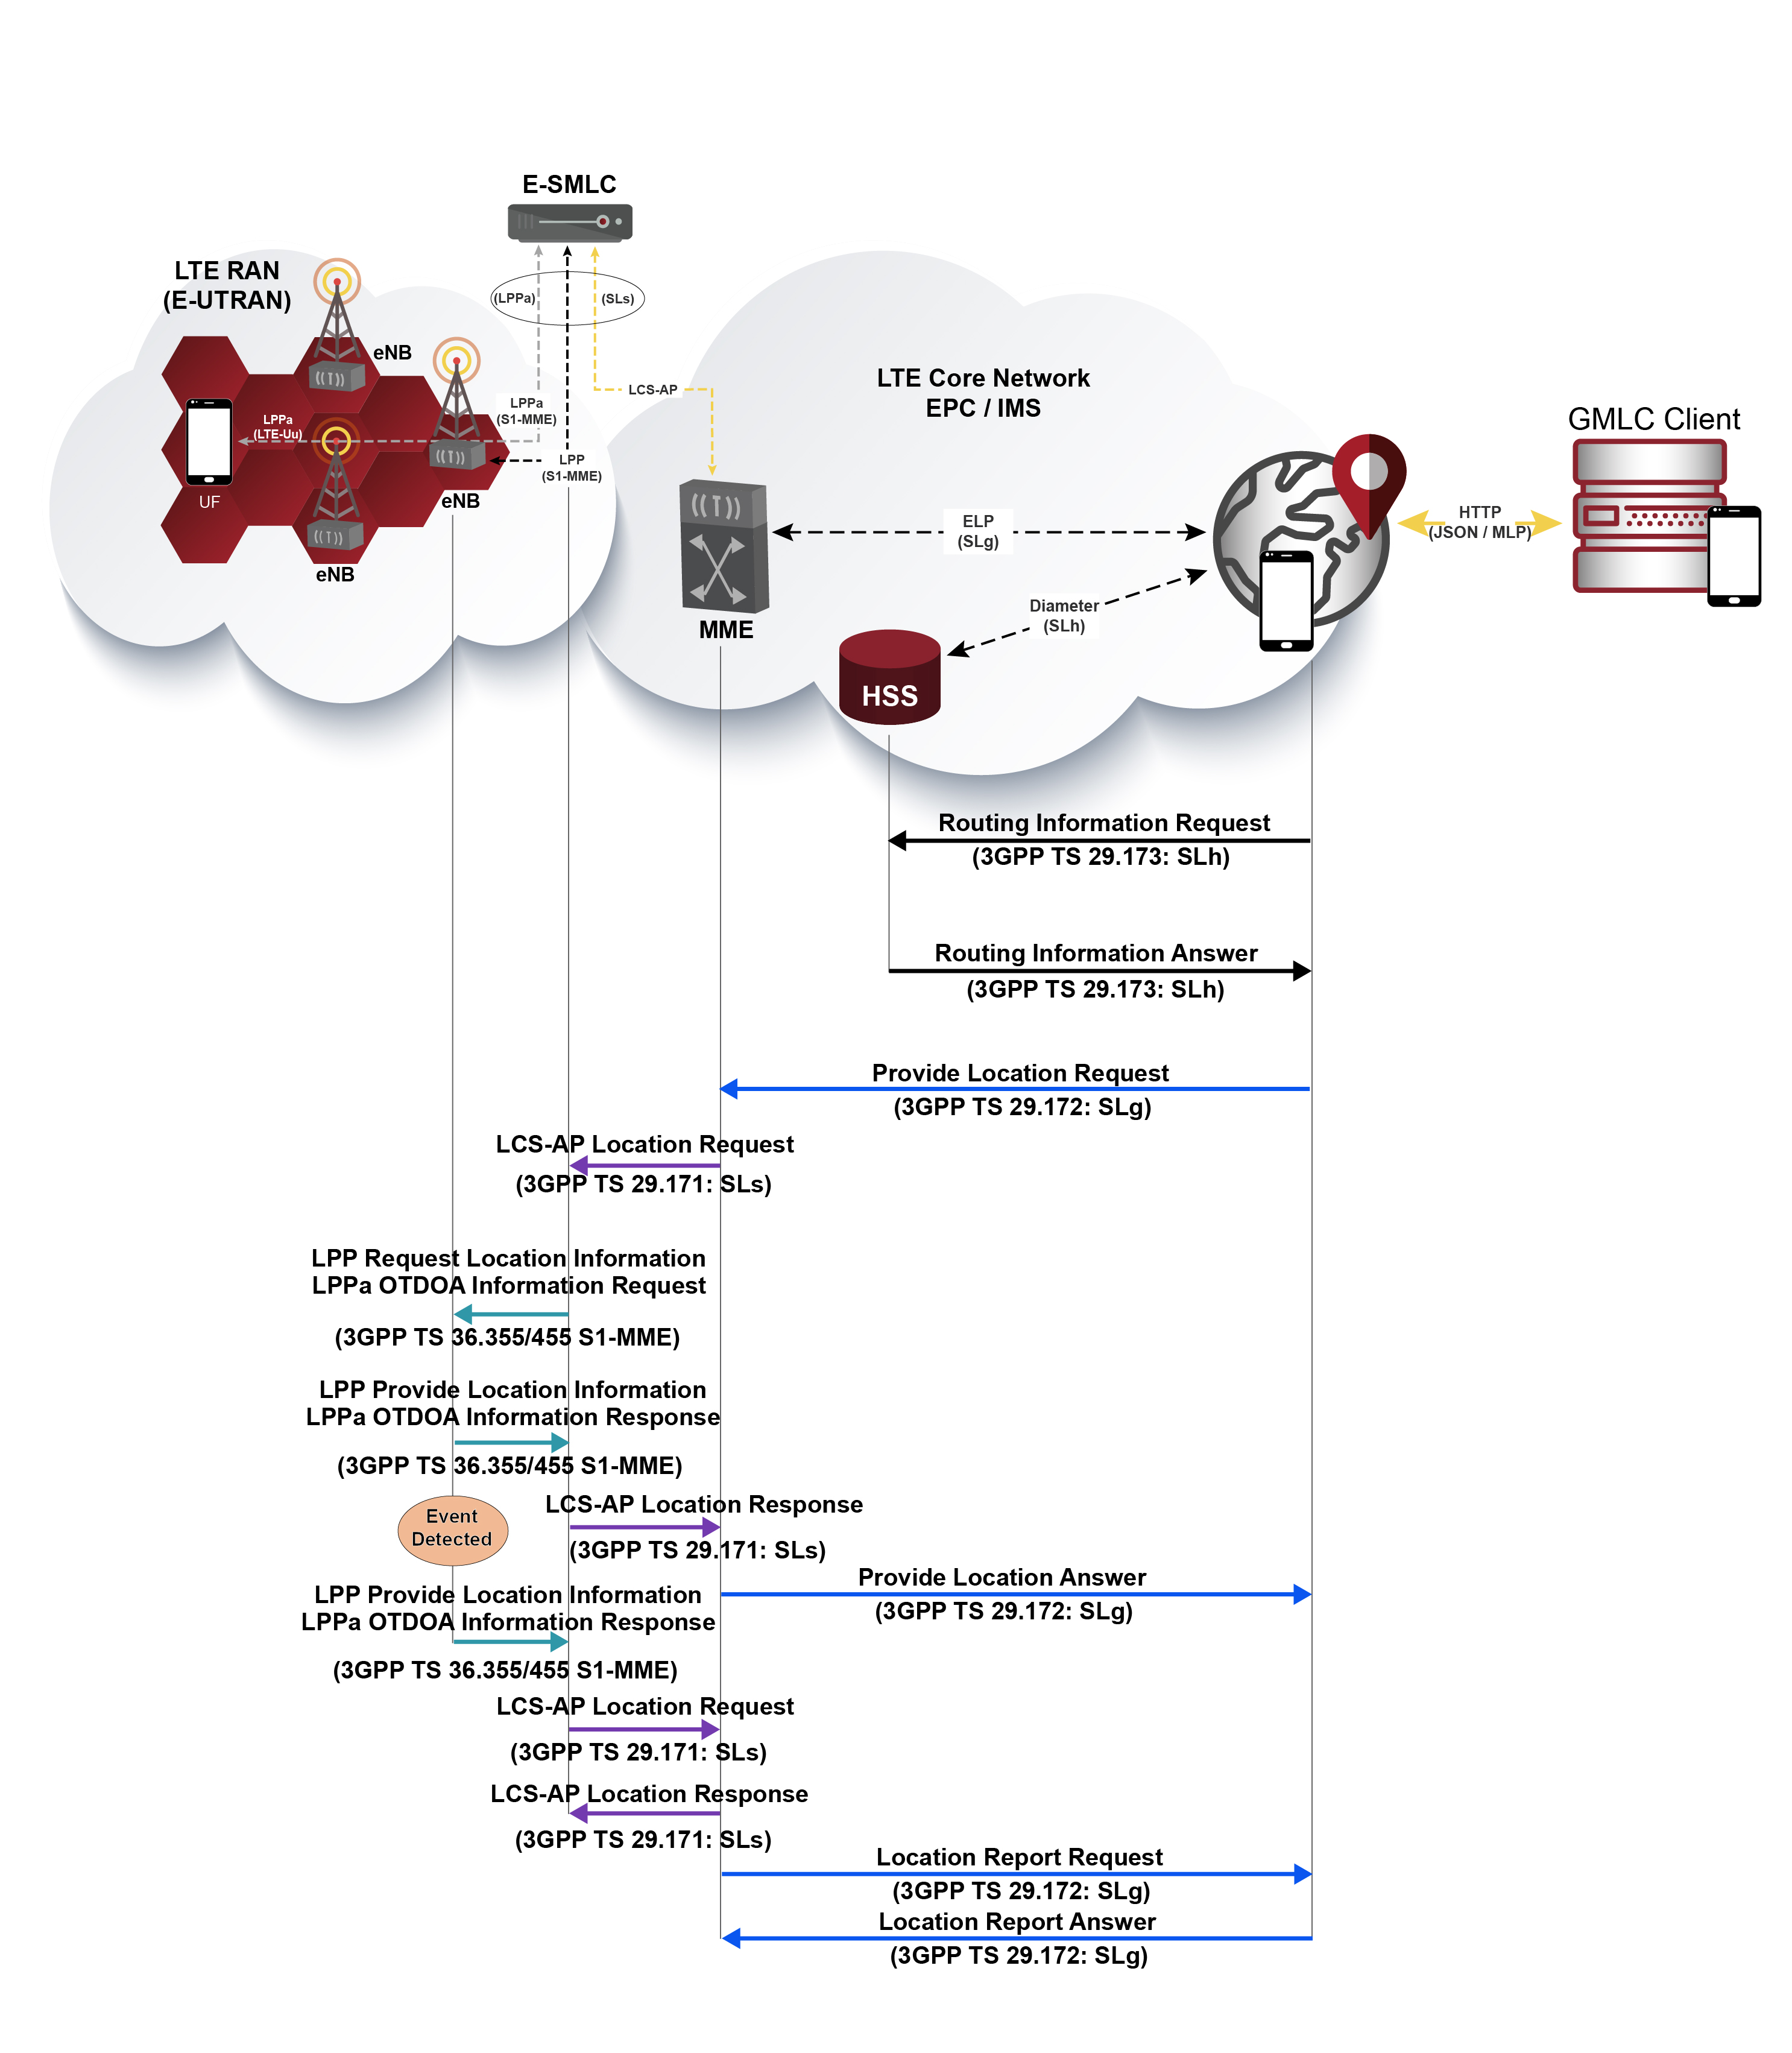 E-SMLC
LTE RAN
(E-UTRAN)
(LPPa)
(SLs)
eNB
LPPa
(S1-MME)
LCS-AP
LTE Core Network
EPC / IMS
GMLC Client
LPPa
(LTE-Uu)
LPP
(S1-MME)
UF
eNB
eNB
((T))
((T))
((T))
((T))
ELP
(SLg)
HTTP
(JSON / MLP)
Diameter
(SLh)
MME
HSS
Routing Information Request
(3GPP TS 29.173: SLh)
Routing Information Answer
(3GPP TS 29.173: SLh)
Provide Location Request
(3GPP TS 29.172: SLg)
LCS-AP Location Request
(3GPP TS 29.171: SLs)
LPP Request Location Information
LPPa OTDOA Information Request
(3GPP TS 36.355/455 S1-MME)
LPP Provide Location Information
LPPa OTDOA Information Response
(3GPP TS 36.355/455 S1-MME)
Event
Detected
LCS-AP Location Response
(3GPP TS 29.171: SLs)
Provide Location Answer
(3GPP TS 29.172: SLg)
LPP Provide Location Information
LPPa OTDOA Information Response
(3GPP TS 36.355/455 S1-MME)
LCS-AP Location Request
(3GPP TS 29.171: SLs)
LCS-AP Location Response
(3GPP TS 29.171: SLs)
Location Report Request
(3GPP TS 29.172: SLg)
Location Report Answer
(3GPP TS 29.172: SLg)